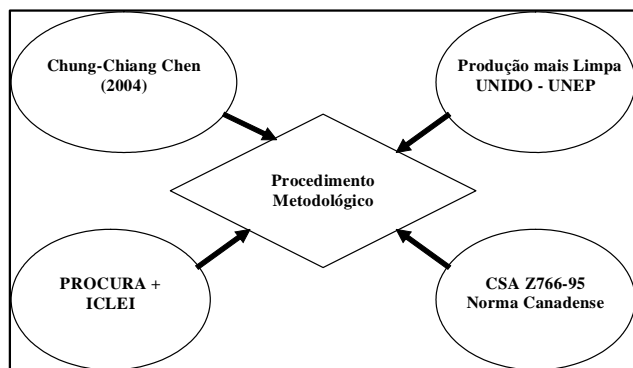 Chung-Chiang Chen
(2004)
Produção mais Limpa
UNIDO - UNEP
Procedimento
Metodológico
PROCURA +
ICLEI
CSA Z766-95
Norma Canadense